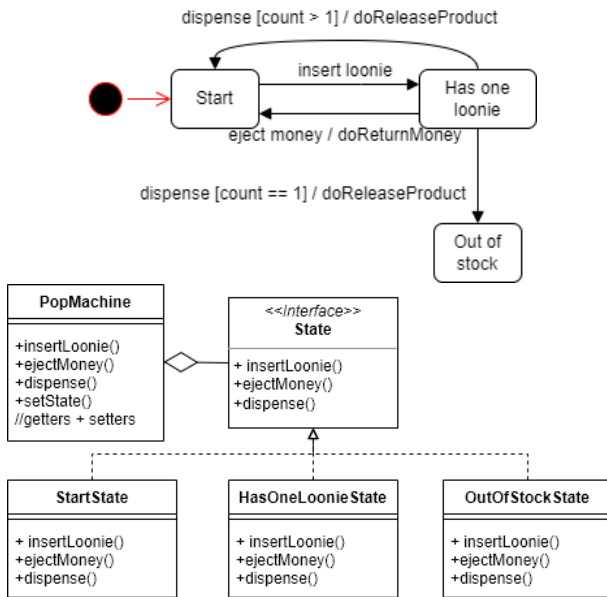 dispense [count > 1] / doReleaseProduct
insert loonie
Start
Has one
loonie
eject money / doReturnMoney
dispense [count == 1] / doReleaseProduct
Out of
stock
PopMachine
+insertLoonie()
+ejectMoney()
+dispense()
+setState()
//getters + setters
<<Interface>>
State
+ insertLoonie()
+ejectMoney()
+dispense()
StartState
+ insertLoonie()
+ejectMoney()
+dispense()
HasOneLoonieState
+ insertLoonie()
+ejectMoney()
+dispense()
OutOfStockState
+ insertLoonie()
+ejectMoney()
+dispense()